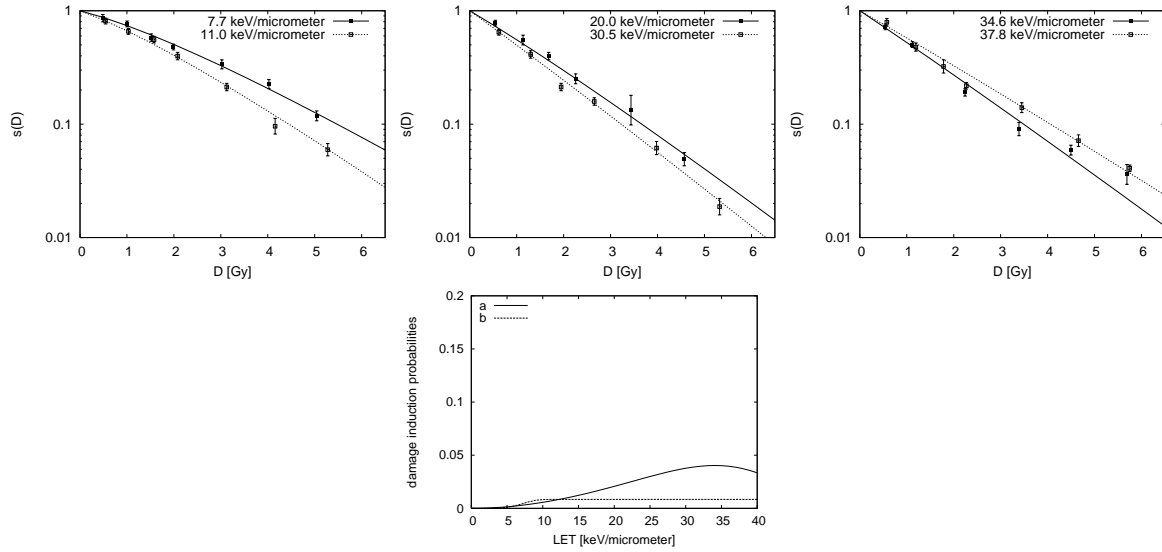 7.7 keV/micrometer
11.0 keV/micrometer
1
0.1
0.01
s(D)
0 1 2 3 4 5 6
D [Gy]
20.0 keV/micrometer
30.5 keV/micrometer
1
0.1
0.01
s(D)
0 1 2 3 4 5 6
D [Gy]
34.6 keV/micrometer
37.8 keV/micrometer
1
0.1
0.01
s(D)
0 1 2 3 4 5 6
D [Gy]
a
b
0.2
0.15
0.1
0.05
0
damage induction probabilities
0 5 10 15 20 25 30 35 40
LET [keV/micrometer]